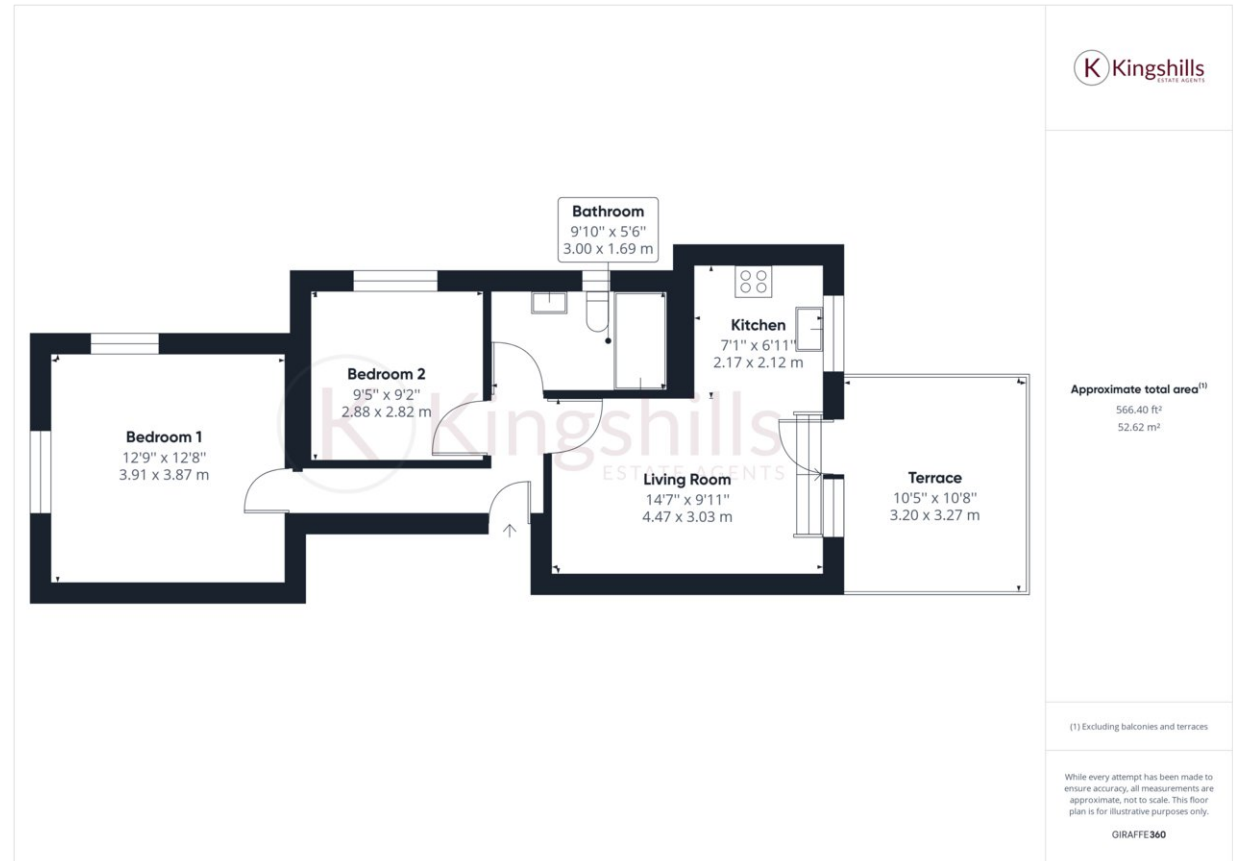 K Kingshills
ESTATE AGENTS
Bathroom
9'10" x 5'6"
3.00 x 1.69 m
Kitchen
7'1" x 6'11"
2.17 x 2.12 m
Bedroom 2
9'5" x 9'2"
2.88 x 2.82 m
Bedroom 1
12'9" x 12'8"
3.91 x 3.87 m
Living Room
14'7" x 9'11"
4.47 x 3.03 m
Terrace
10'5" x 10'8"
3.20 x 3.27 m
K Kingshills
ESTATE AGENTS
Approximate total area(1)
566.40 ft²
52.62 m²
(1) Excluding balconies and terraces
While every attempt has been made to
ensure accuracy, all measurements are
approximate, not to scale. This floor
plan is for illustrative purposes only.
GIRAFFE360